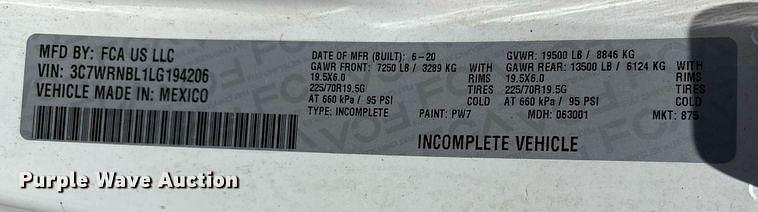 MFD BY: FCA US LLC
VIN: 3C7WRNBL1LG194206
VEHICLE MADE IN: MEXICO
DATE OF MFR (BUILT): 6-20
GAWR FRONT: 7250 LB / 3289 KG WITH
19.5X6.0 RIMS
225/70R19.5G TIRES
AT 660 kPa / 95 PSI COLD
TYPE: INCOMPLETE PAINT: PW7
GVWR: 19500 LB / 8846 KG
GAWR REAR: 13500 LB / 6124 KG WITH
19.5X6.0 RIMS
225/70R19.5G TIRES
AT 660 kPa / 95 PSI COLD
MDH: 063001 MKT: 875
INCOMPLETE VEHICLE
Purple Wave Auction